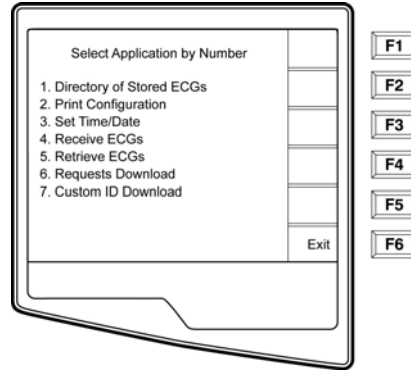 Select Application by Number
1. Directory of Stored ECGs
2. Print Configuration
3. Set Time/Date
4. Receive ECGs
5. Retrieve ECGs
6. Requests Download
7. Custom ID Download
Exit
F1
F2
F3
F4
F5
F6